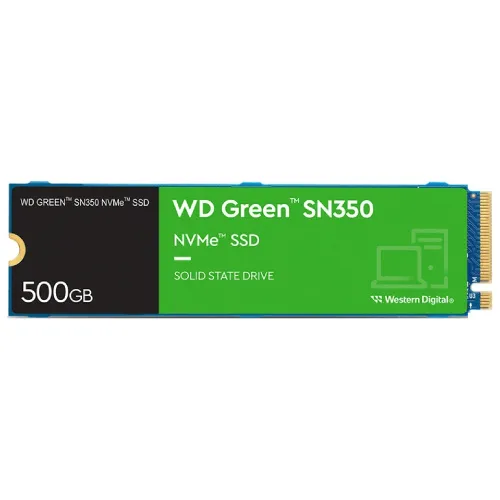 WD GREEN™ SN350 NVMe™ SSD
500GB
WD Green™ SN350
NVMe™ SSD
SOLID STATE DRIVE
Western Digital®